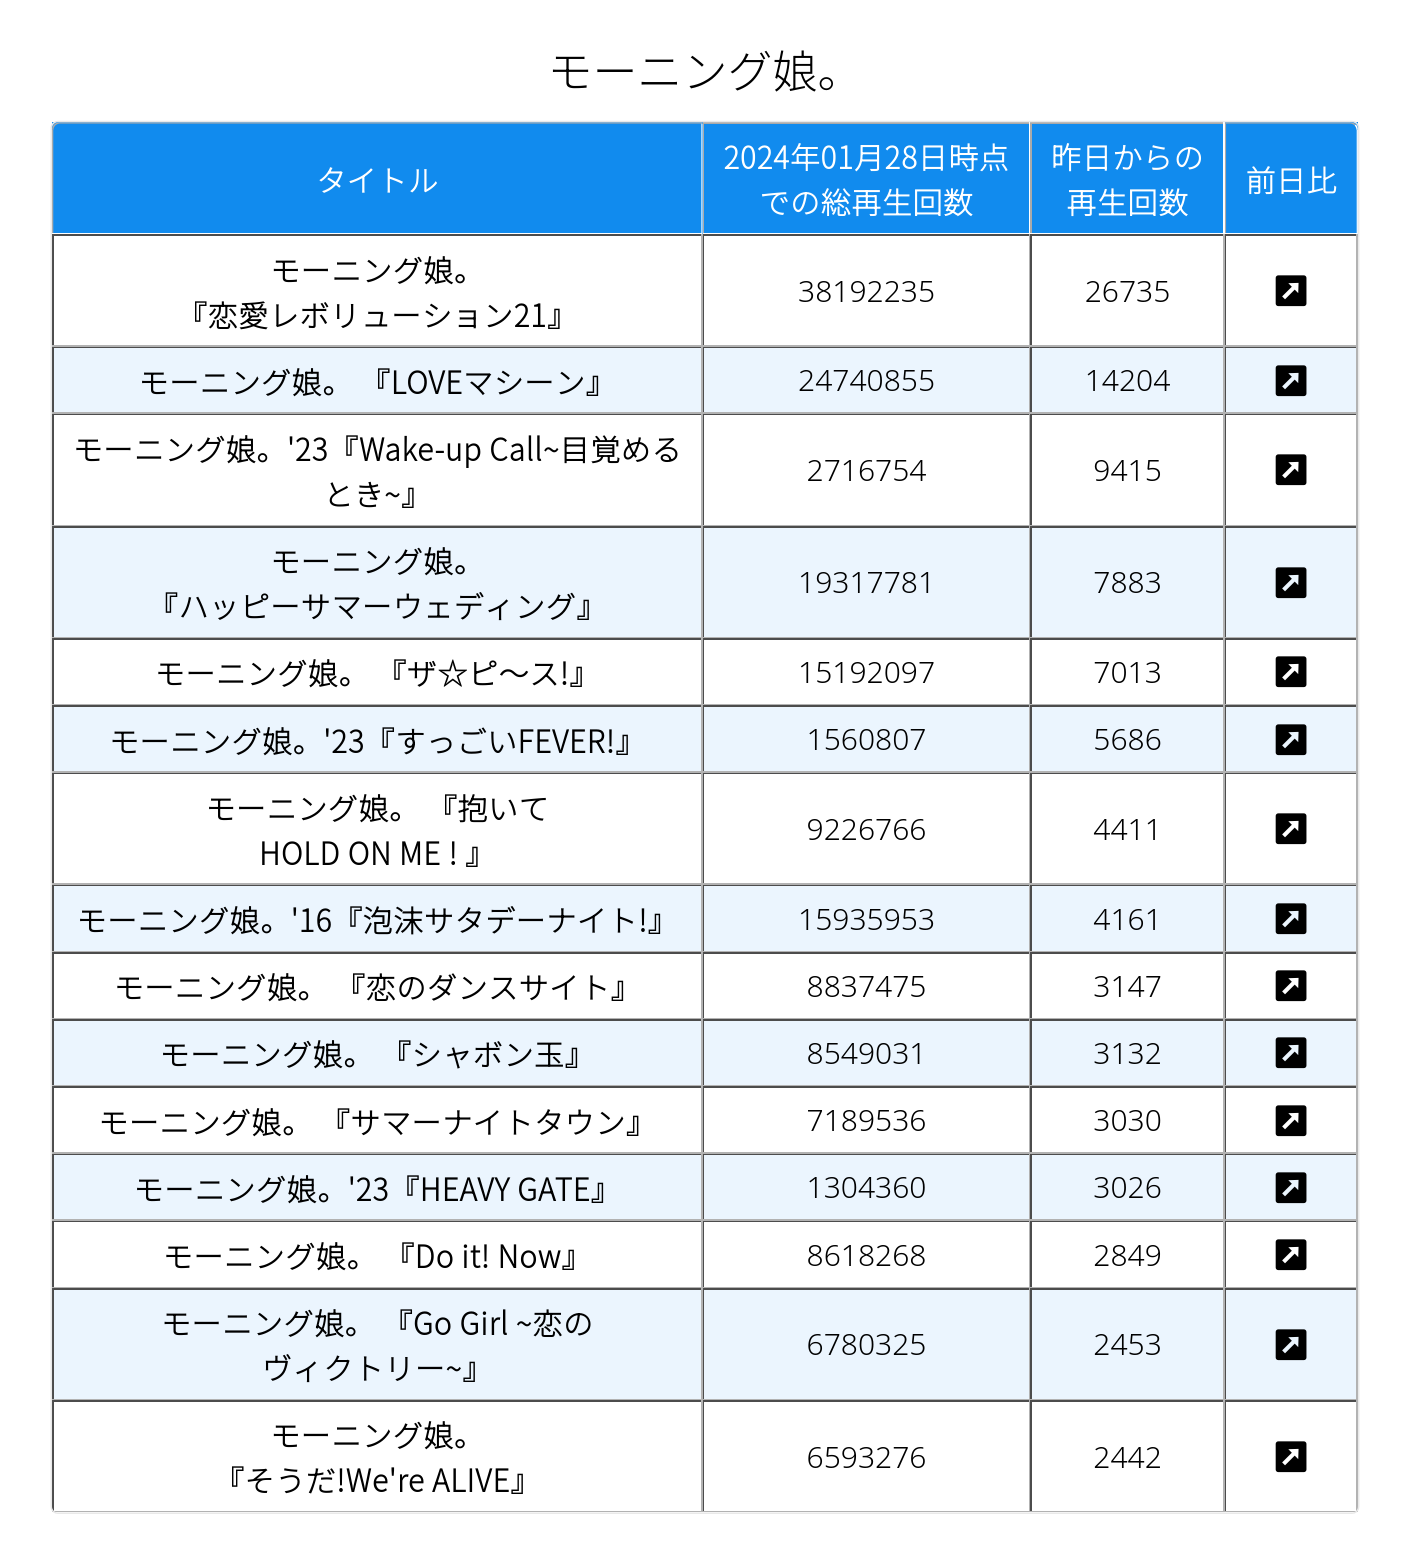 モーニング娘。
タイトル
2024年01月28日時点
での総再生回数
昨日からの
再生回数
前日比
モーニング娘。
『恋愛レボリューション21』
38192235
26735
モーニング娘。 『LOVEマシーン』
24740855
14204
モーニング娘。'23『Wake-up Call~目覚める
とき~』
2716754
9415
モーニング娘。
『ハッピーサマーウェディング』
19317781
7883
モーニング娘。 『ザ☆ピ〜ス!』
15192097
7013
モーニング娘。'23『すっごいFEVER!』
1560807
5686
モーニング娘。 『抱いて
HOLD ON ME ! 』
9226766
4411
モーニング娘。'16『泡沫サタデーナイト!』
15935953
4161
モーニング娘。 『恋のダンスサイト』
8837475
3147
モーニング娘。 『シャボン玉』
8549031
3132
モーニング娘。 『サマーナイトタウン』
7189536
3030
モーニング娘。'23『HEAVY GATE』
1304360
3026
モーニング娘。 『Do it! Now』
8618268
2849
モーニング娘。 『Go Girl ~恋の
ヴィクトリー~』
6780325
2453
モーニング娘。
『そうだ!We're ALIVE』
6593276
2442